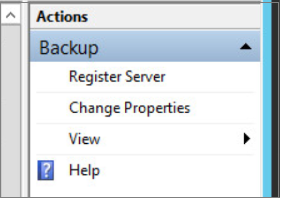 Actions
Backup
Register Server
Change Properties
View
Help